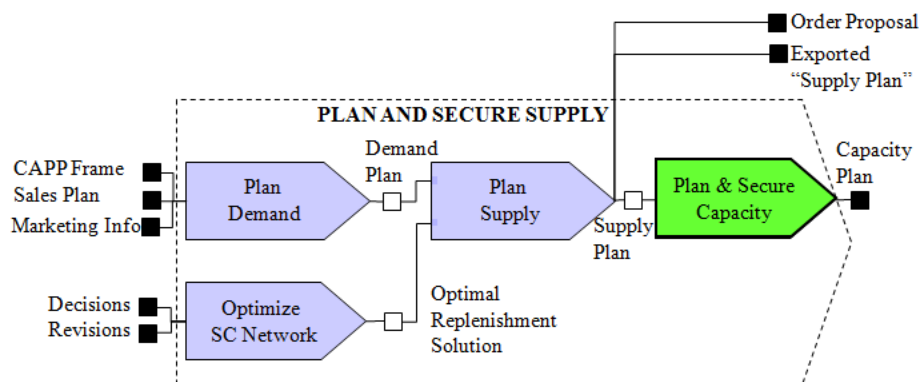 Order Proposal
Exported
“Supply Plan”
PLAN AND SECURE SUPPLY
CAPP Frame
Sales Plan
Marketing Info
Plan
Demand
Demand
Plan
Plan
Supply
Supply
Plan
Plan & Secure
Capacity
Capacity
Plan
Decisions
Revisions
Optimize
SC Network
Optimal
Replenishment
Solution